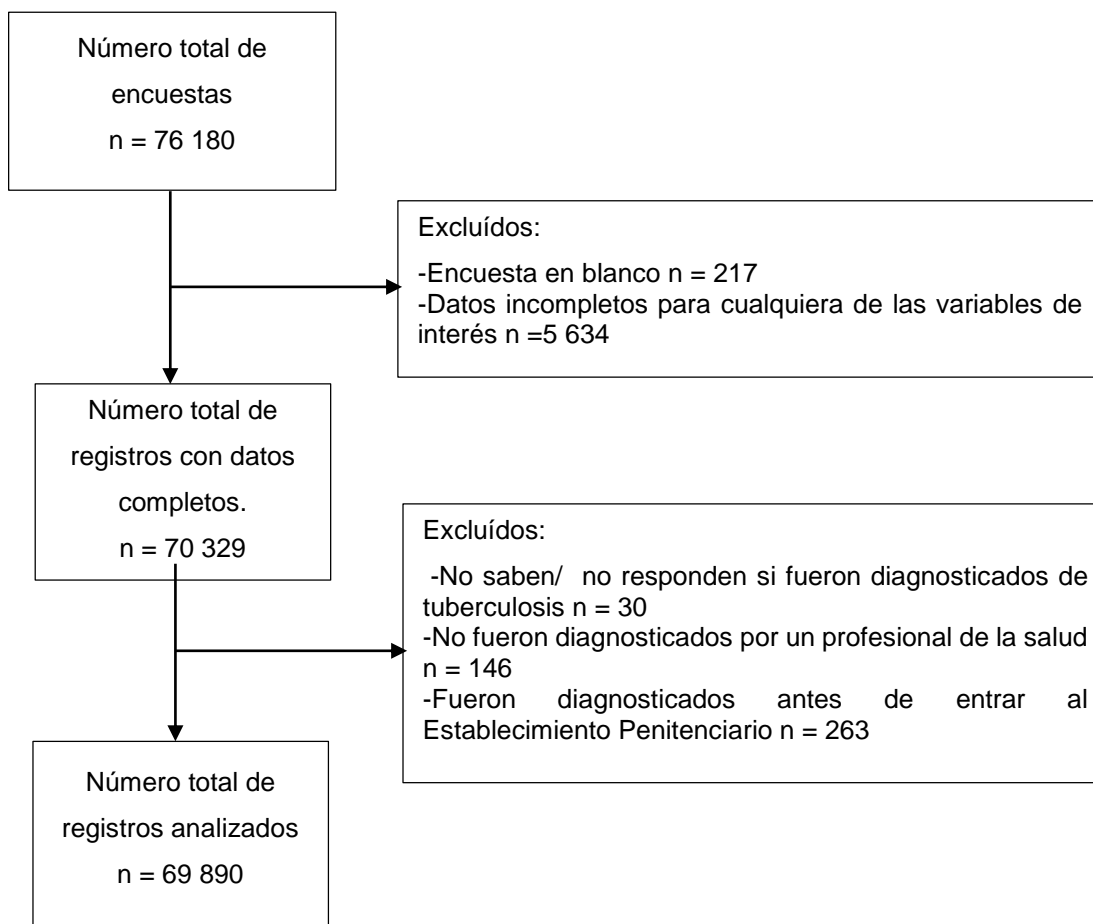 Número total de
encuestas
n = 76 180
Excluídos:
-Encuesta en blanco n = 217
-Datos incompletos para cualquiera de las variables de
interés n =5 634
Número total de
registros con datos
completos.
n = 70 329
Excluídos:
-No saben/ no responden si fueron diagnosticados de
tuberculosis n = 30
-No fueron diagnosticados por un profesional de la salud
n = 146
-Fueron diagnosticados antes de entrar al
Establecimiento Penitenciario n = 263
Número total de
registros analizados
n = 69 890